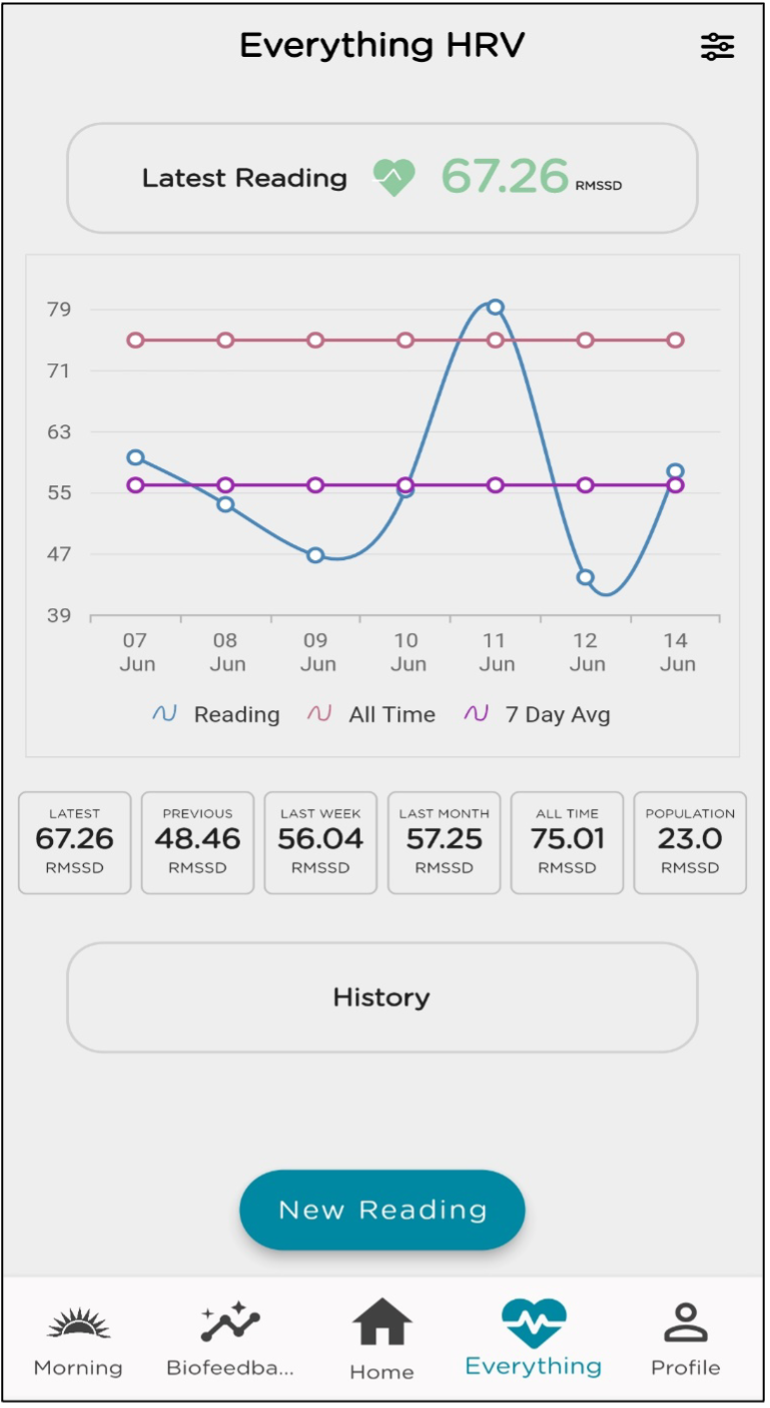 Everything HRV
Latest Reading 67.26 RMSSD
79
71
63
55
47
39
07 Jun 08 Jun 09 Jun 10 Jun 11 Jun 12 Jun 14 Jun
Reading All Time 7 Day Avg
LATEST
67.26
RMSSD
PREVIOUS
48.46
RMSSD
LAST WEEK
56.04
RMSSD
LAST MONTH
57.25
RMSSD
ALL TIME
75.01
RMSSD
POPULATION
23.0
RMSSD
History
New Reading
Morning Biofeedba... Home Everything Profile